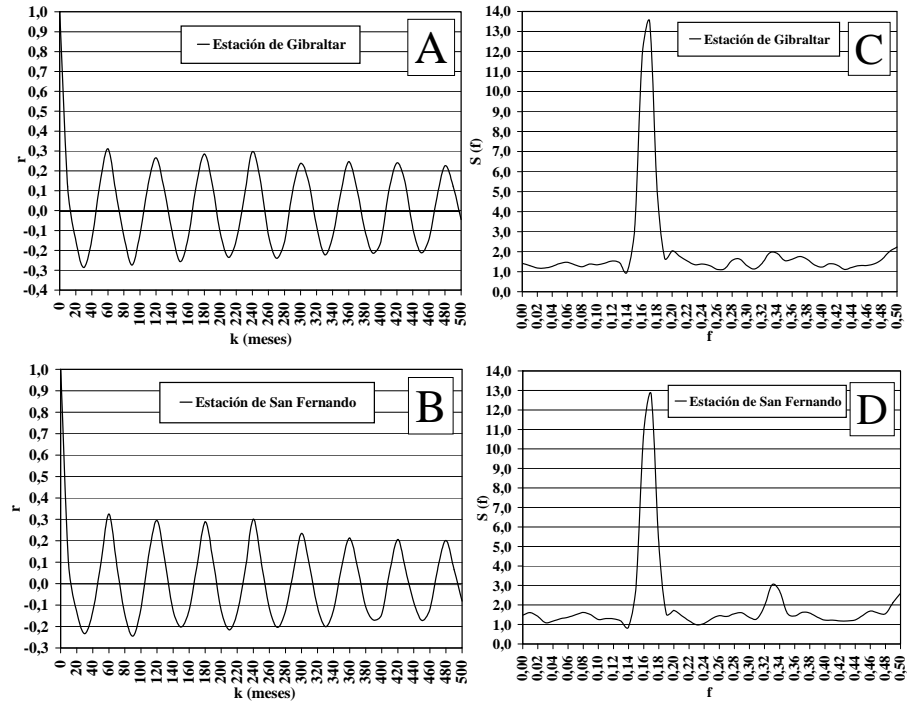 1,0
0,9
0,8
0,7
0,6
0,5
0,4
0,3
0,2
0,1
0,0
-0,1
-0,2
-0,3
-0,4
r
Estación de Gibraltar
A
0 20 40 60 80 100 120 140 160 180 200 220 240 260 280 300 320 340 360 380 400 420 440 460 480 500
k (meses)
14,0
13,0
12,0
11,0
10,0
9,0
8,0
7,0
6,0
5,0
4,0
3,0
2,0
1,0
0,0
S (f)
Estación de Gibraltar
C
0,00 0,02 0,04 0,06 0,08 0,10 0,12 0,14 0,16 0,18 0,20 0,22 0,24 0,26 0,28 0,30 0,32 0,34 0,36 0,38 0,40 0,42 0,44 0,46 0,48 0,50
f
1,0
0,9
0,8
0,7
0,6
0,5
0,4
0,3
0,2
0,1
0,0
-0,1
-0,2
-0,3
r
Estación de San Fernando
B
0 20 40 60 80 100 120 140 160 180 200 220 240 260 280 300 320 340 360 380 400 420 440 460 480 500
k (meses)
14,0
13,0
12,0
11,0
10,0
9,0
8,0
7,0
6,0
5,0
4,0
3,0
2,0
1,0
0,0
S (f)
Estación de San Fernando
D
0,00 0,02 0,04 0,06 0,08 0,10 0,12 0,14 0,16 0,18 0,20 0,22 0,24 0,26 0,28 0,30 0,32 0,34 0,36 0,38 0,40 0,42 0,44 0,46 0,48 0,50
f